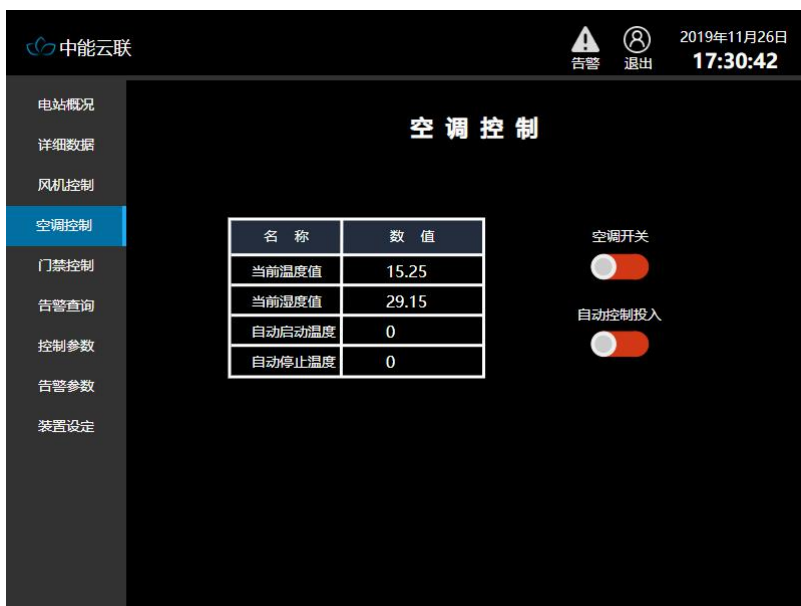 中能云联
告警
退出
2019年11月26日
17:30:42
电站概况
详细数据
风机控制
空调控制
门禁控制
告警查询
控制参数
告警参数
装置设定
空调控制
名 称 数 值
当前温度值 15.25
当前湿度值 29.15
自动启动温度 0
自动停止温度 0
空调开关
自动控制投入